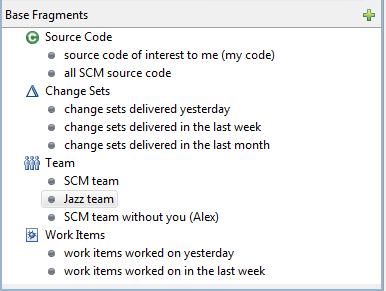 Base Fragments
Source Code
source code of interest to me (my code)
all SCM source code
Change Sets
change sets delivered yesterday
change sets delivered in the last week
change sets delivered in the last month
Team
SCM team
Jazz team
SCM team without you (Alex)
Work Items
work items worked on yesterday
work items worked on in the last week